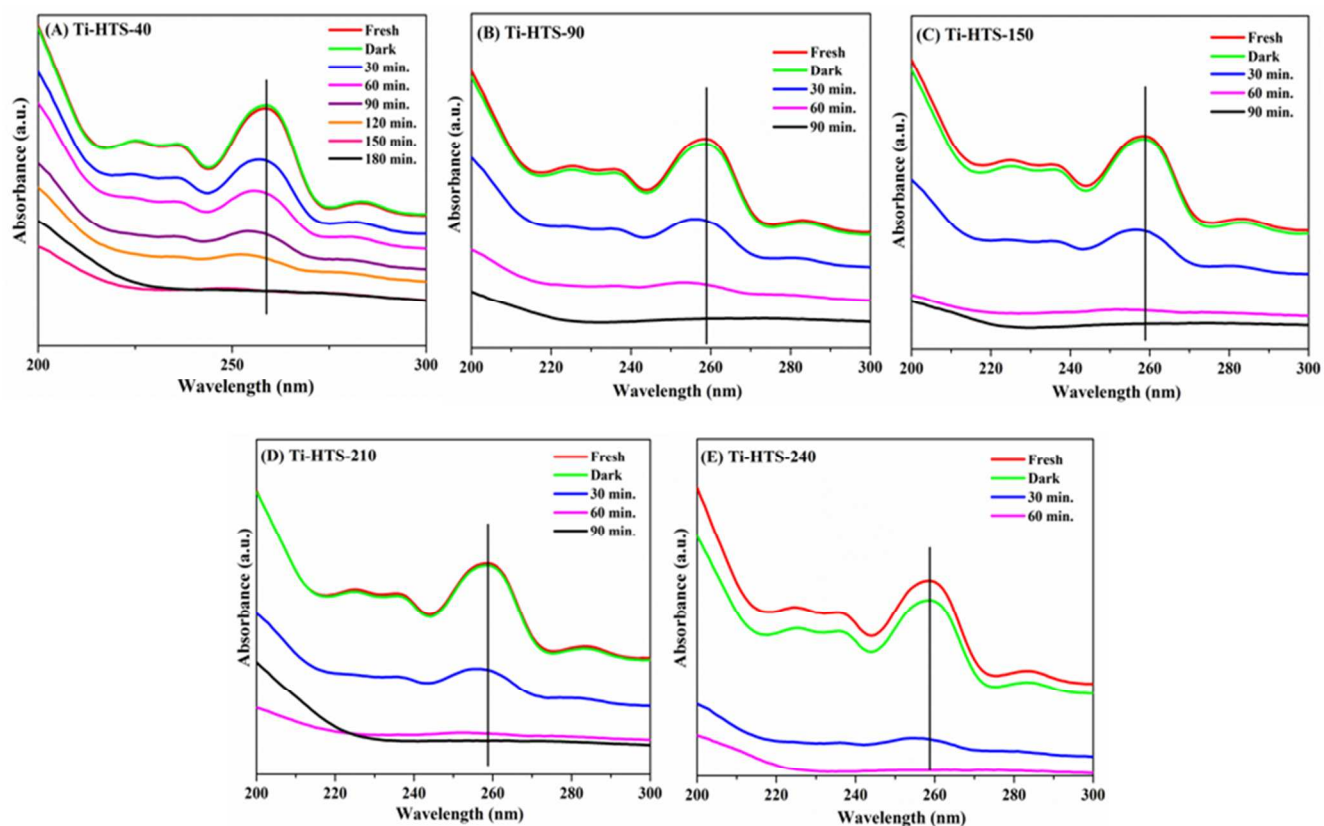 (A) Ti-HTS-40
Fresh
Dark
30 min.
60 min.
90 min.
120 min.
150 min.
180 min.
Absorbance (a.u.)
200 250 300
Wavelength (nm)
(B) Ti-HTS-90
Fresh
Dark
30 min.
60 min.
90 min.
Absorbance (a.u.)
200 220 240 260 280 300
Wavelength (nm)
(C) Ti-HTS-150
Fresh
Dark
30 min.
60 min.
90 min.
Absorbance (a.u.)
200 220 240 260 280 300
Wavelength (nm)
(D) Ti-HTS-210
Fresh
Dark
30 min.
60 min.
90 min.
Absorbance (a.u.)
200 220 240 260 280 300
Wavelength (nm)
(E) Ti-HTS-240
Fresh
Dark
30 min.
60 min.
Absorbance (a.u.)
200 220 240 260 280 300
Wavelength (nm)